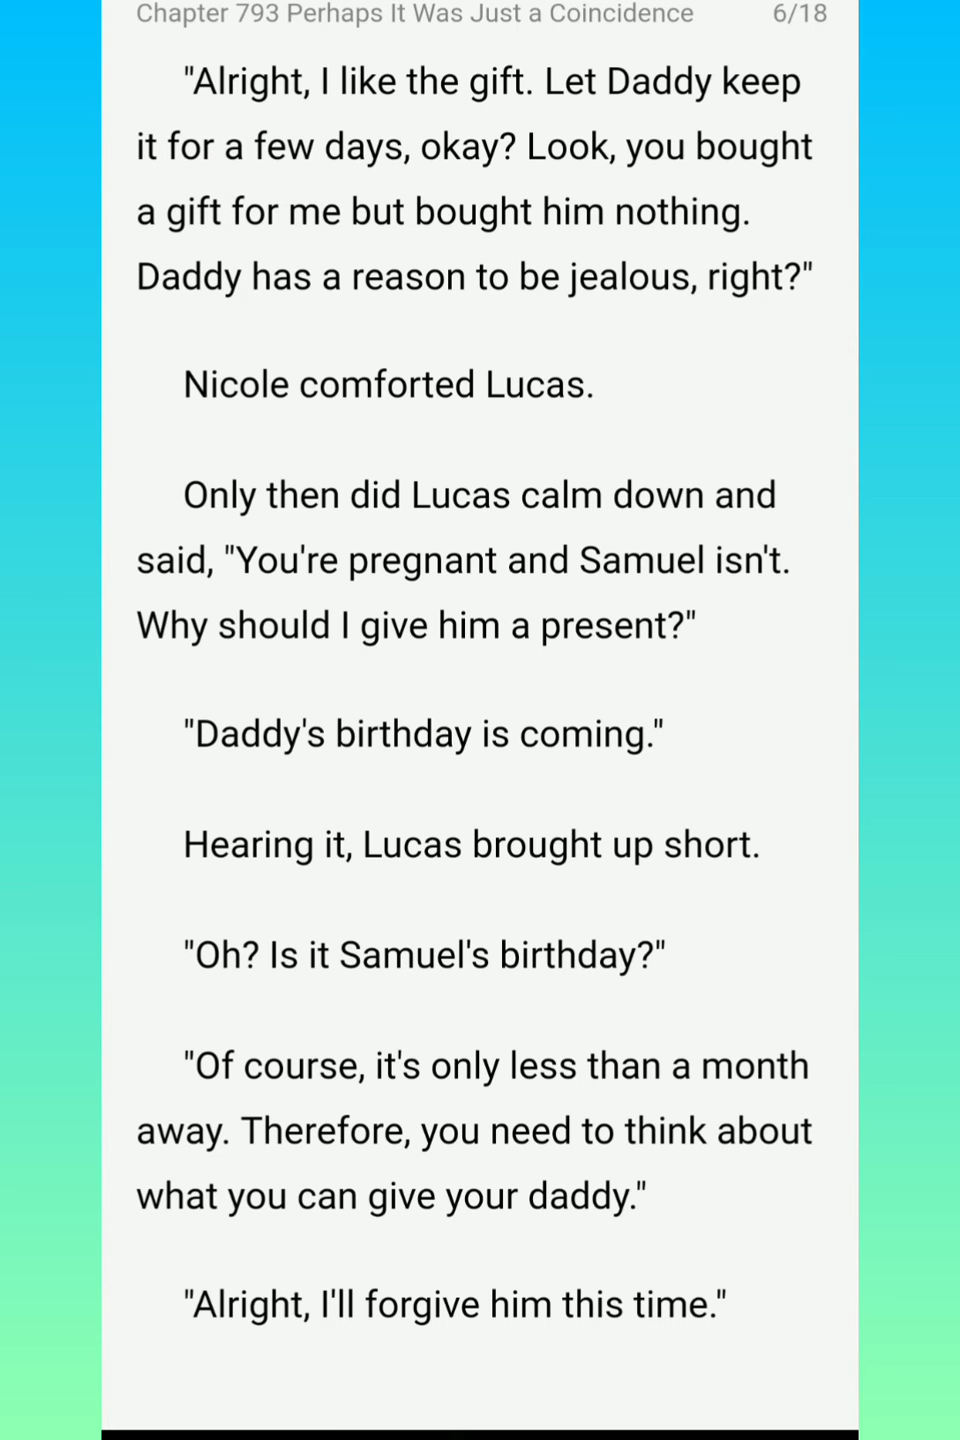 Chapter 793 Perhaps It Was Just a Coincidence 6/18
"Alright, I like the gift. Let Daddy keep
it for a few days, okay? Look, you bought
a gift for me but bought him nothing.
Daddy has a reason to be jealous, right?"
Nicole comforted Lucas.
Only then did Lucas calm down and
said, "You're pregnant and Samuel isn't.
Why should I give him a present?"
"Daddy's birthday is coming."
Hearing it, Lucas brought up short.
"Oh? Is it Samuel's birthday?"
"Of course, it's only less than a month
away. Therefore, you need to think about
what you can give your daddy."
"Alright, I'll forgive him this time."